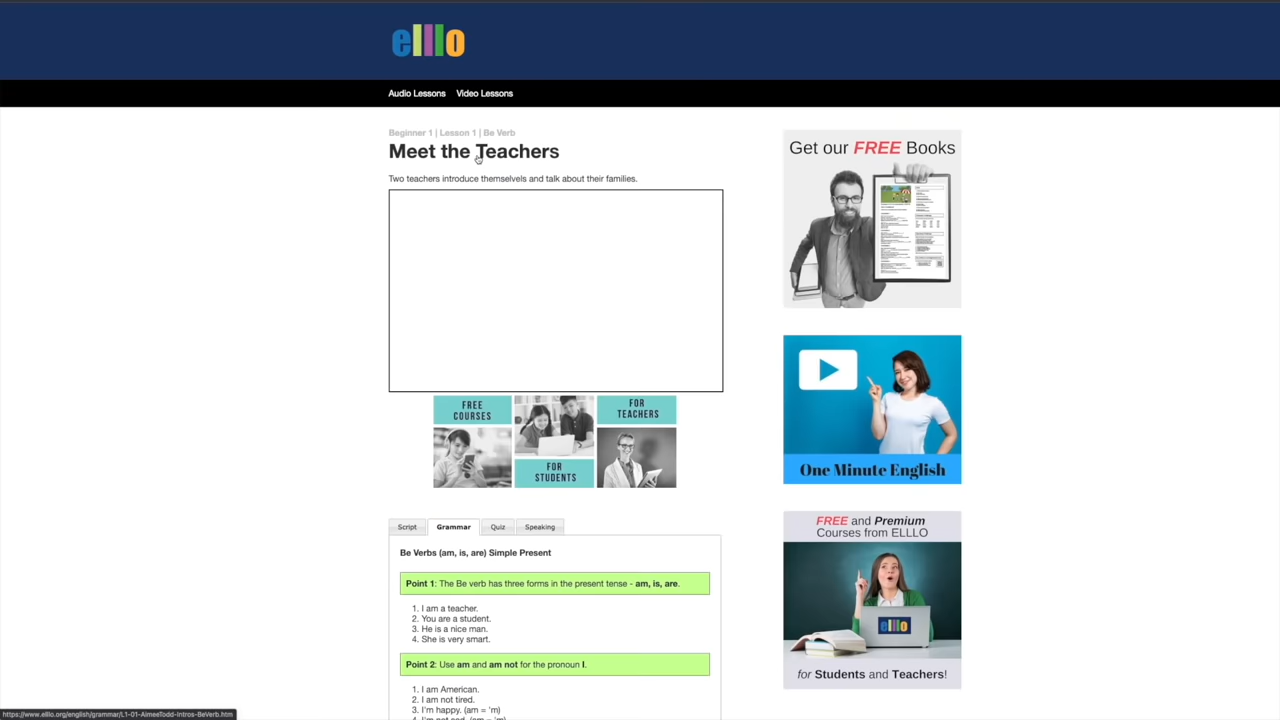 elllo
Audio Lessons Video Lessons
Beginner 1 | Lesson 1 | Be Verb
Meet the Teachers
Two teachers introduce themselvels and talk about their families.
FREE COURSES
FOR TEACHERS
FOR STUDENTS
Script Grammar Quiz Speaking
Be Verbs (am, is, are) Simple Present
Point 1: The Be verb has three forms in the present tense - am, is, are.
1. I am a teacher.
2. You are a student.
3. He is a nice man.
4. She is very smart.
Point 2: Use am and am not for the pronoun I.
1. I am American.
2. I am not tired.
3. I'm happy. (am = 'm)
4. I'm not sad. (am = 'm)
Get our FREE Books
One Minute English
FREE and Premium
Courses from ELLLO
elllo
for Students and Teachers!
https://www.elllo.org/english/grammar/L1-01-AimeeTodd-Intros-BeVerb.htm